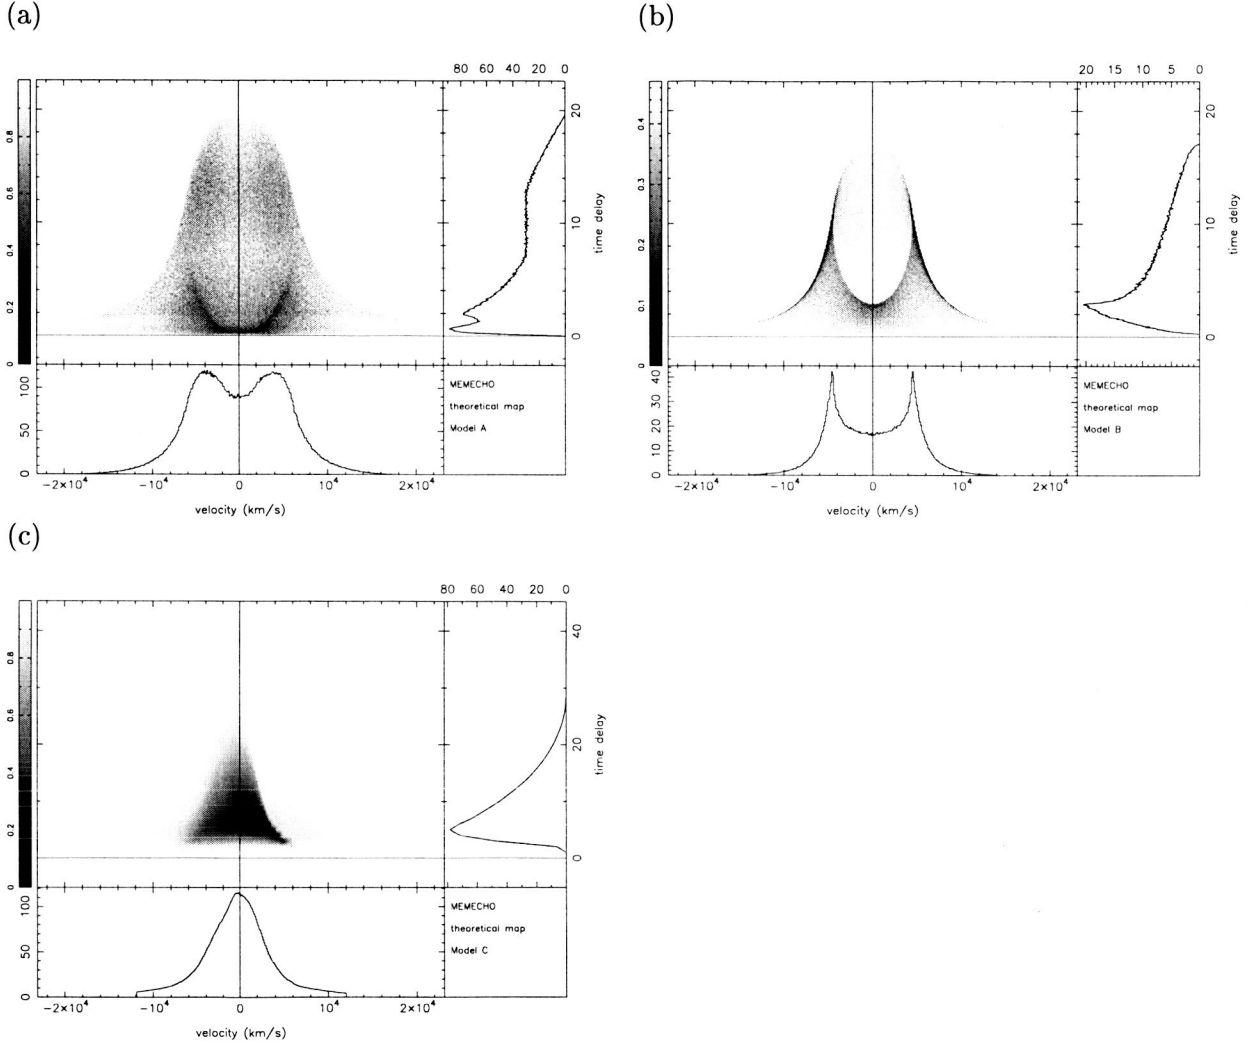 (a)
80 60 40 20 0
0 0.2 0.4 0.6 0.8
0 10 20
time delay
0 50 100
MEMECHO
theoretical map
Model A
−2×10⁴ −10⁴ 0 10⁴ 2×10⁴
velocity (km/s)
(b)
20 15 10 5 0
0.1 0.2 0.3 0.4
0 10 20
time delay
0 10 20 30 40
MEMECHO
theoretical map
Model B
−2×10⁴ −10⁴ 0 10⁴ 2×10⁴
velocity (km/s)
(c)
80 60 40 20 0
0 0.2 0.4 0.6 0.8
0 20 40
time delay
0 50 100
MEMECHO
theoretical map
Model C
−2×10⁴ −10⁴ 0 10⁴ 2×10⁴
velocity (km/s)